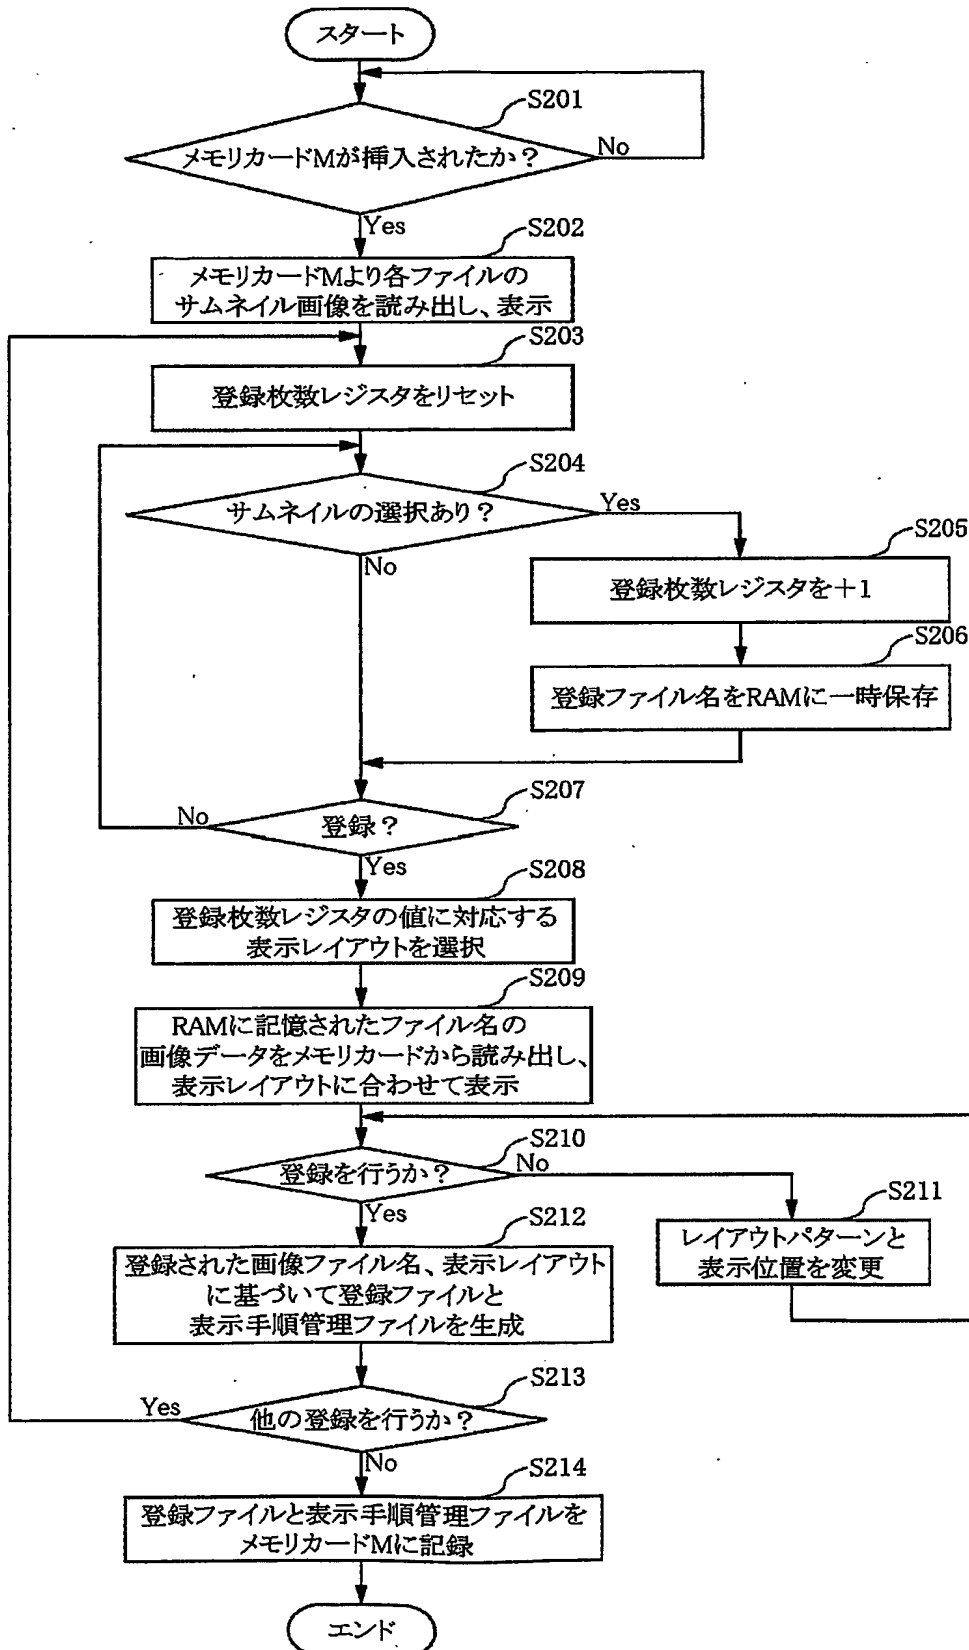 スタート
S201
メモリカードMが挿入されたか？
No
Yes
S202
メモリカードMより各ファイルの
サムネイル画像を読み出し、表示
S203
登録枚数レジスタをリセット
S204
サムネイルの選択あり？
Yes
No
S205
登録枚数レジスタを＋1
S206
登録ファイル名をRAMに一時保存
S207
登録？
No
Yes
S208
登録枚数レジスタの値に対応する
表示レイアウトを選択
S209
RAMに記憶されたファイル名の
画像データをメモリカードから読み出し、
表示レイアウトに合わせて表示
S210
登録を行うか？
No
Yes
S211
レイアウトパターンと
表示位置を変更
S212
登録された画像ファイル名、表示レイアウト
に基づいて登録ファイルと
表示手順管理ファイルを生成
S213
他の登録を行うか？
Yes
No
S214
登録ファイルと表示手順管理ファイルを
メモリカードMに記録
エンド